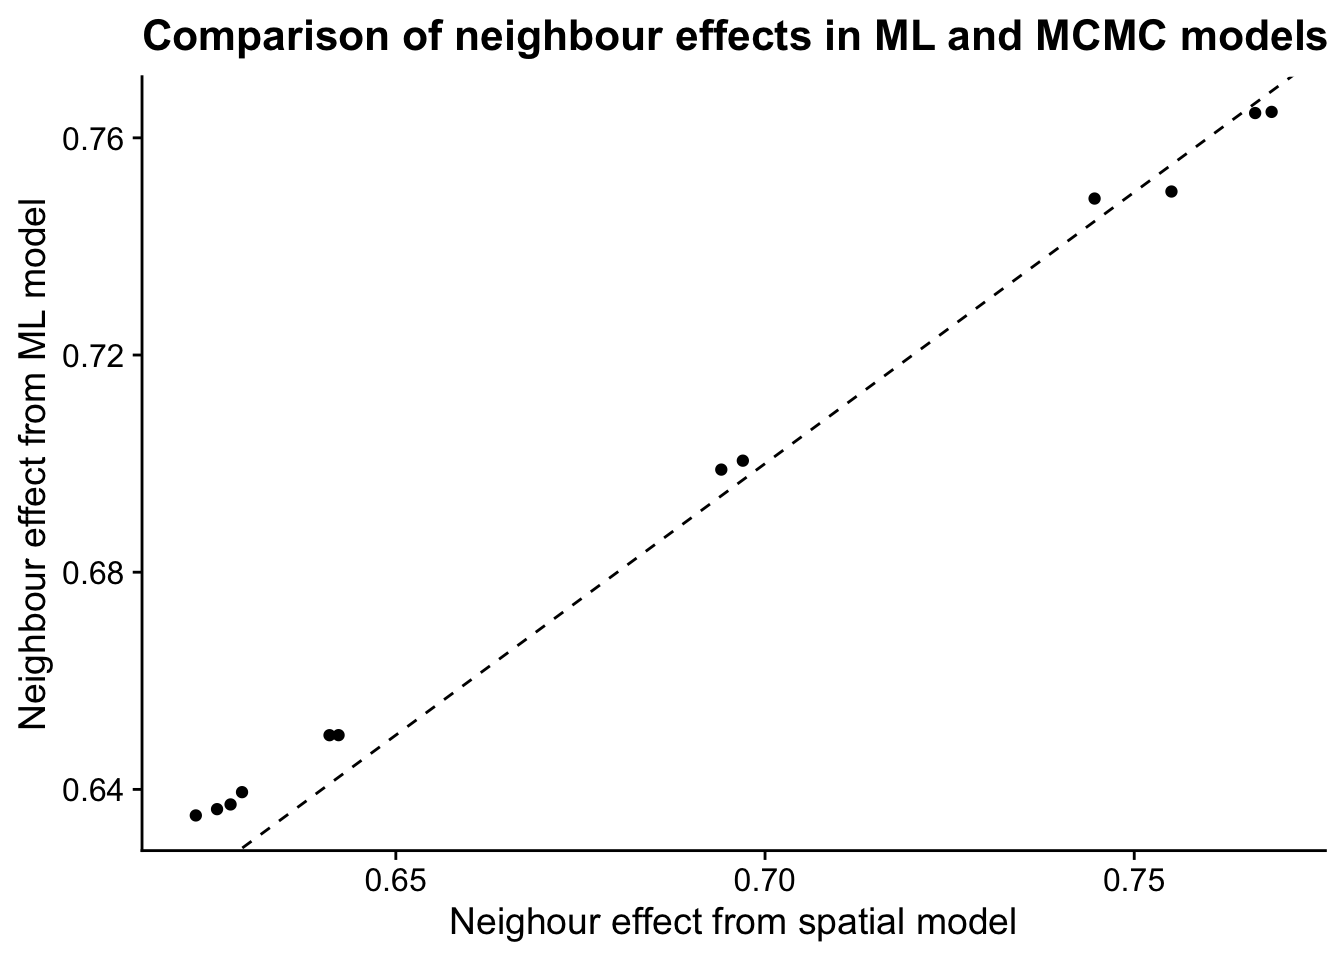 Comparison of neighbour effects in ML and MCMC models
Neighbour effect from ML model
0.76
0.72
0.68
0.64
0.65
0.70
0.75
Neighour effect from spatial model